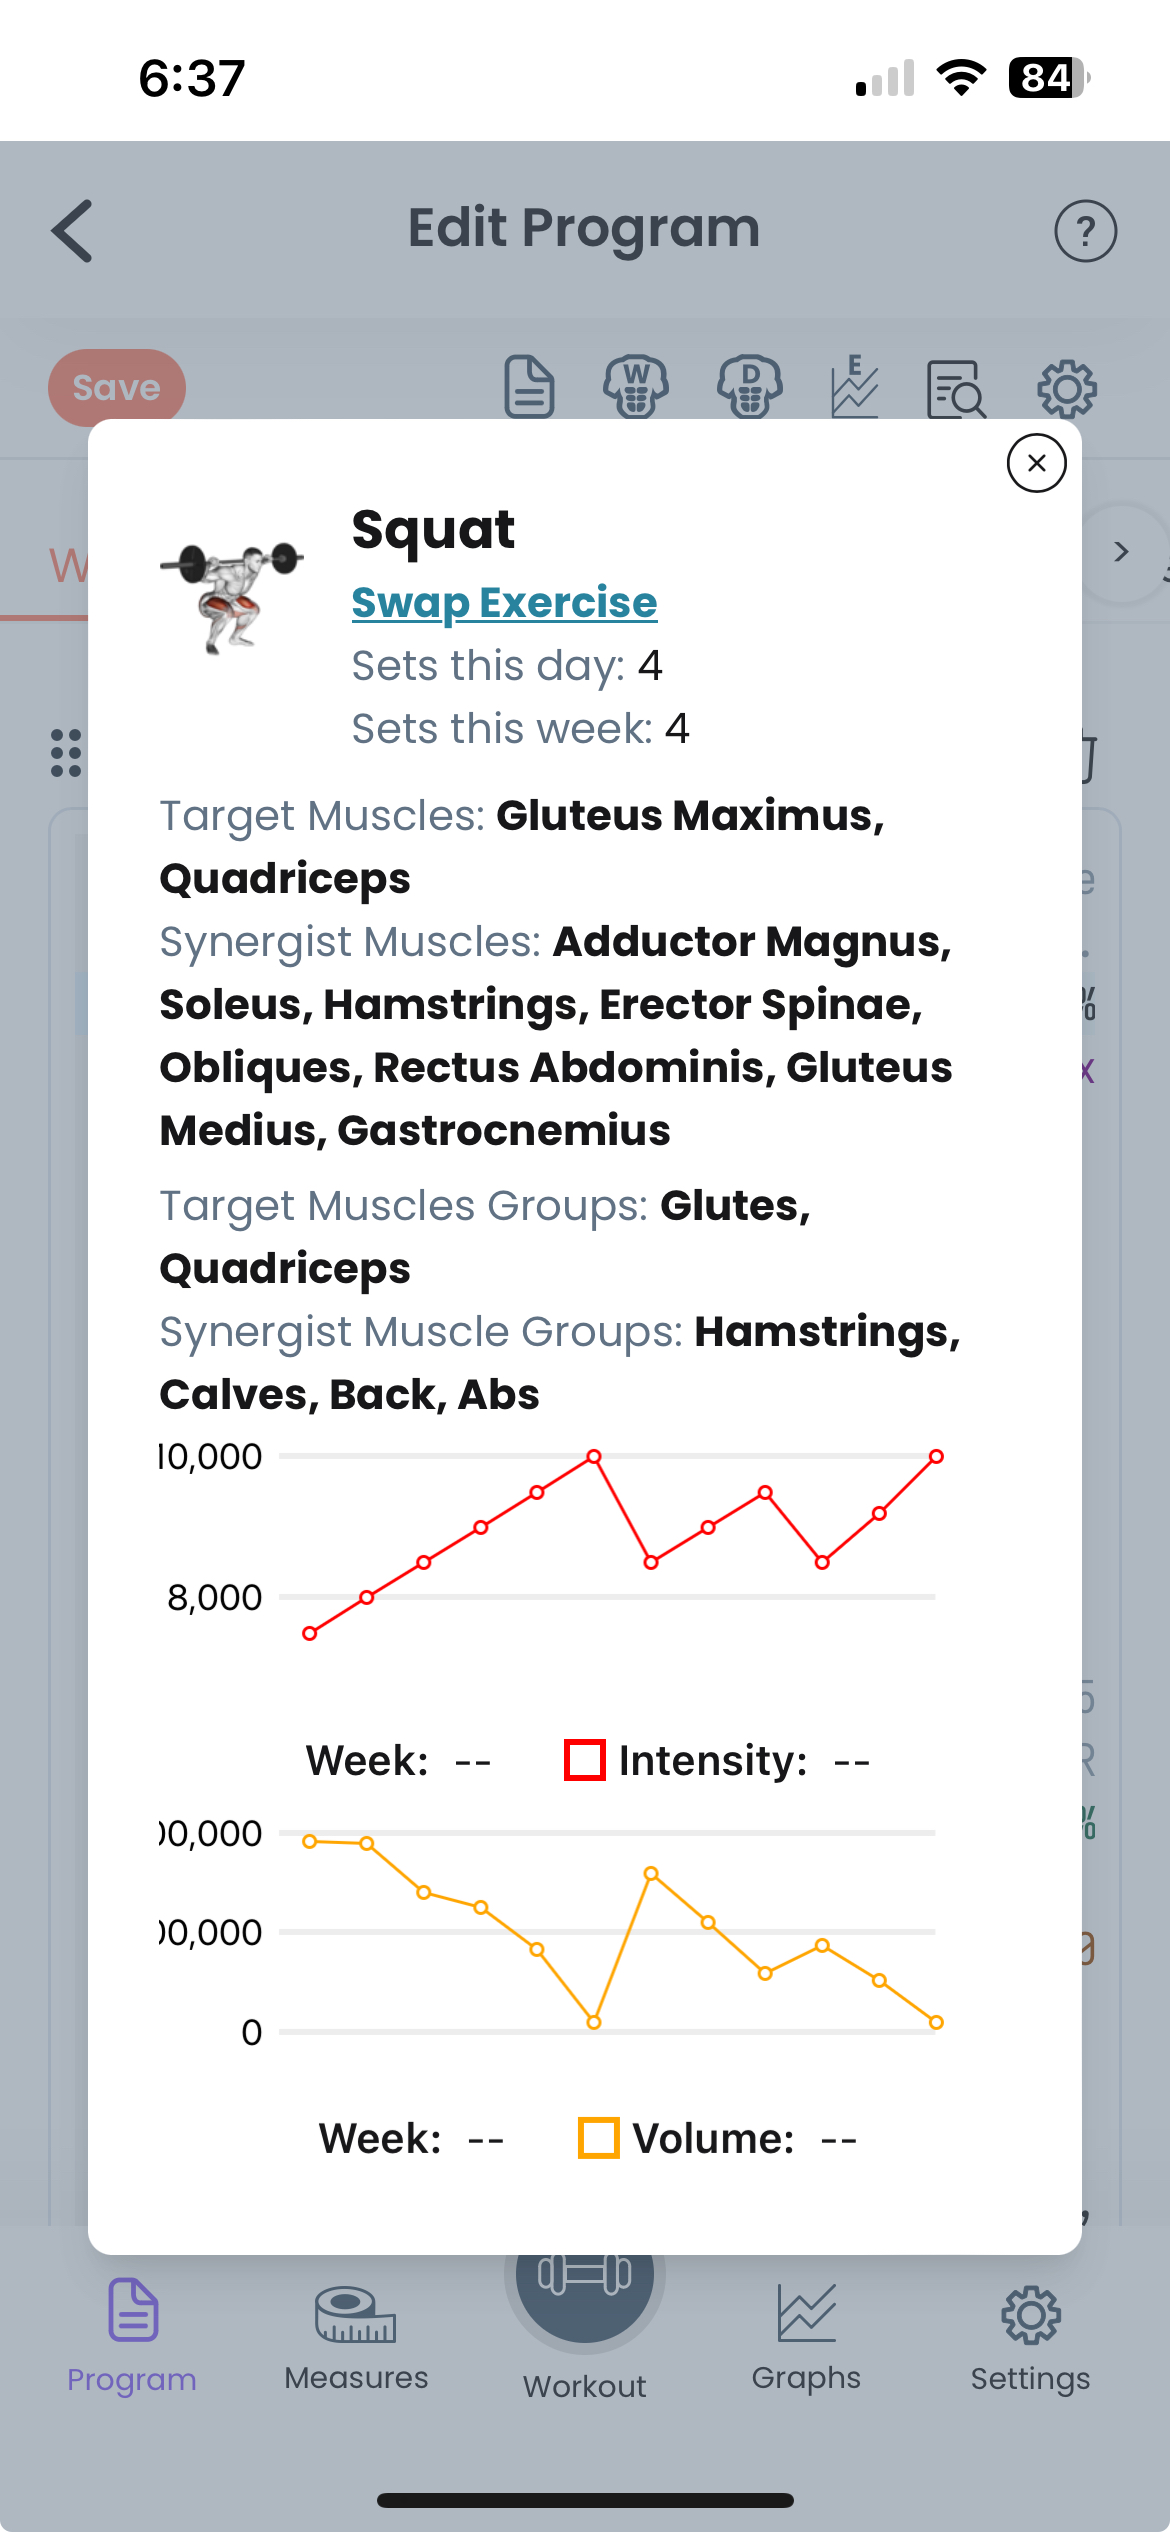 6:37
84
Edit Program
?
Save
W
D
E
W
Squat
Swap Exercise
Sets this day: 4
Sets this week: 4
Target Muscles: Gluteus Maximus,
Quadriceps
Synergist Muscles: Adductor Magnus,
Soleus, Hamstrings, Erector Spinae,
Obliques, Rectus Abdominis, Gluteus
Medius, Gastrocnemius
Target Muscles Groups: Glutes,
Quadriceps
Synergist Muscle Groups: Hamstrings,
Calves, Back, Abs
10,000
8,000
Week: -- Intensity: --
00,000
00,000
0
Week: -- Volume: --
e
.
%
x
5
R
%
,
Program
Measures
Workout
Graphs
Settings